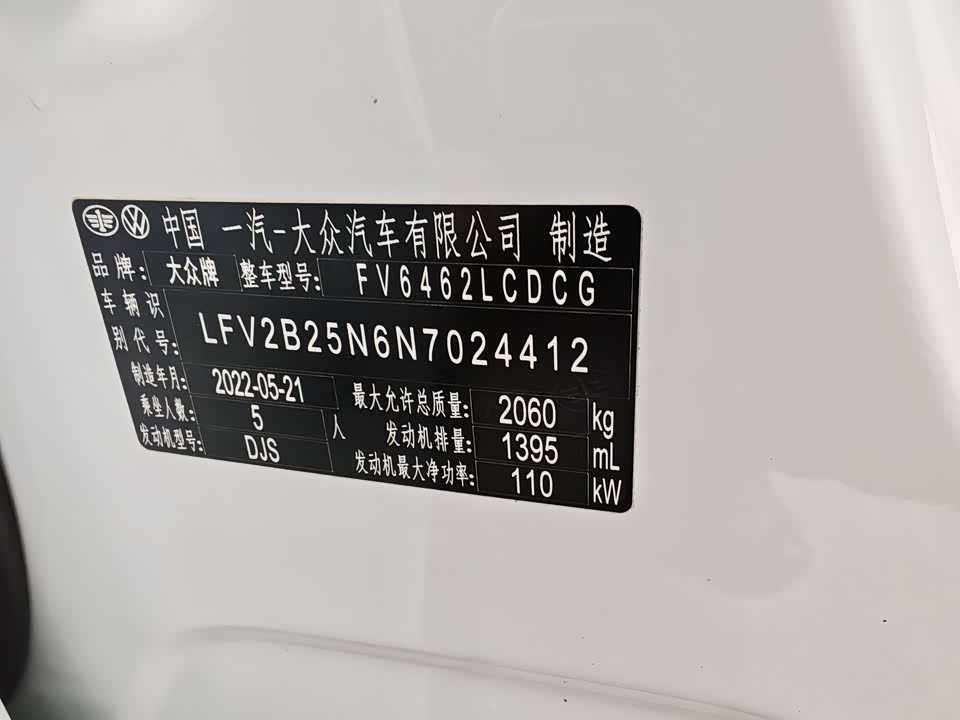 中国 一汽-大众汽车有限公司 制造
品牌: 大众牌 整车型号: FV6462LCDCG
车辆识别代号: LFV2B25N6N7024412
制造年月: 2022-05-21 最大允许总质量: 2060 kg
乘坐人数: 5 人 发动机排量: 1395 mL
发动机型号: DJS 发动机最大净功率: 110 kW